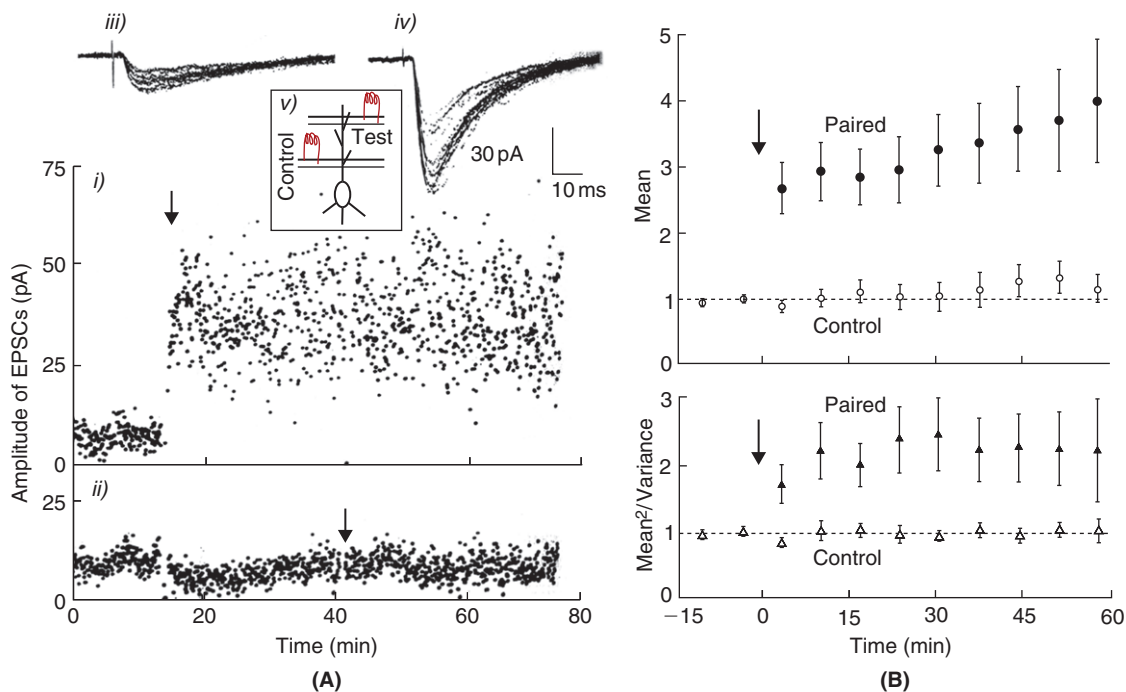 iii)
iv)
v)
Test
Control
30 pA
10 ms
75
i)
50
25
0
Amplitude of EPSCs (pA)
ii)
25
0
0
20
40
60
80
Time (min)
(A)
5
4
3
2
1
0
Mean
Paired
Control
3
2
1
0
Mean²/Variance
Paired
Control
−15
0
15
30
45
60
Time (min)
(B)